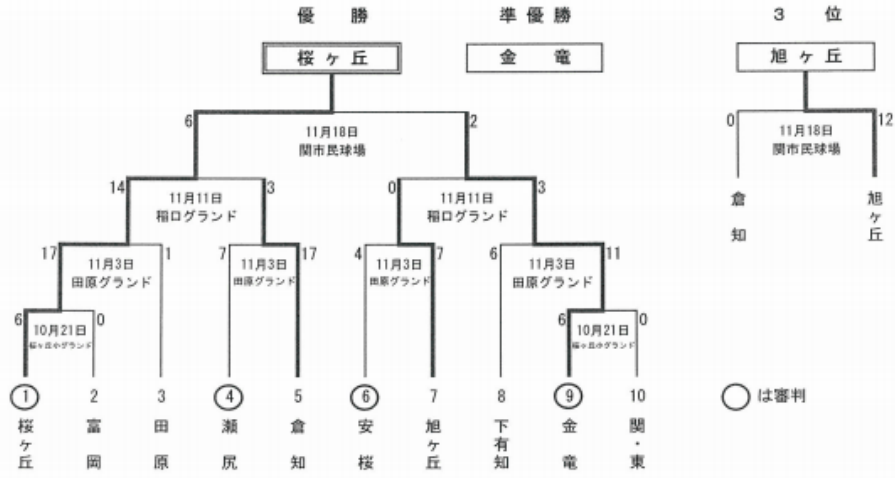 優勝
準優勝
3位
桜ヶ丘
金竜
旭ヶ丘
6
11月18日
関市民球場
2
0
11月18日
関市民球場
12
倉知
旭ヶ丘
14
11月11日
稲口グランド
3
0
11月11日
稲口グランド
3
17
11月3日
田原グランド
1
7
11月3日
田原グランド
17
4
11月3日
田原グランド
7
6
11月3日
田原グランド
11
6
10月21日
桜ヶ丘小グランド
0
6
10月21日
桜ヶ丘小グランド
0
① 2 3 ④ 5 ⑥ 7 8 ⑨ 10
○は審判
桜ヶ丘
富岡
田原
瀬尻
倉知
安桜
旭ヶ丘
下有知
金竜
関・東